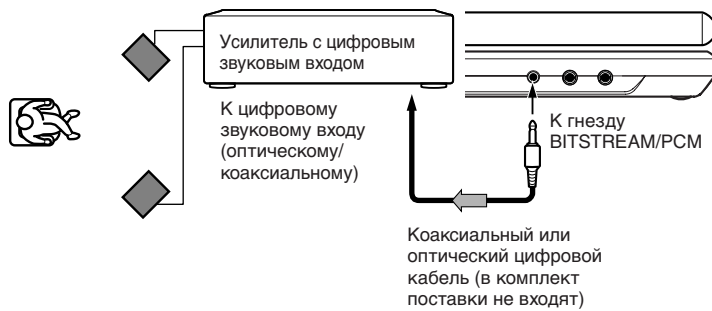 Усилитель с цифровым
звуковым входом
К цифровому
звуковому входу
(оптическому/
коаксиальному)
К гнезду
BITSTREAM/PCM
Коаксиальный или
оптический цифровой
кабель (в комплект
поставки не входят)